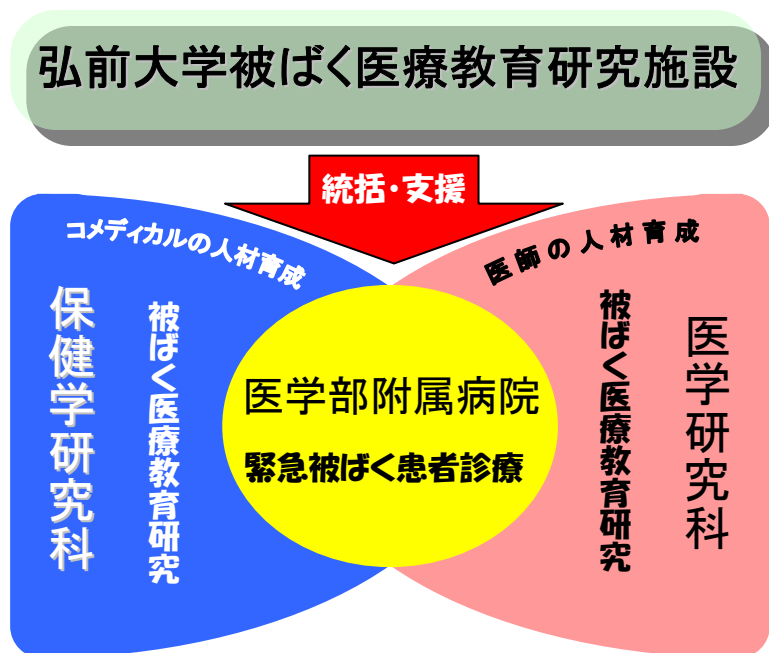 弘前大学被ばく医療教育研究施設
統括・支援
コメディカルの人材育成
医師の人材育成
保健学研究科
被ばく医療教育研究
医学部附属病院
緊急被ばく患者診療
被ばく医療教育研究
医学研究科